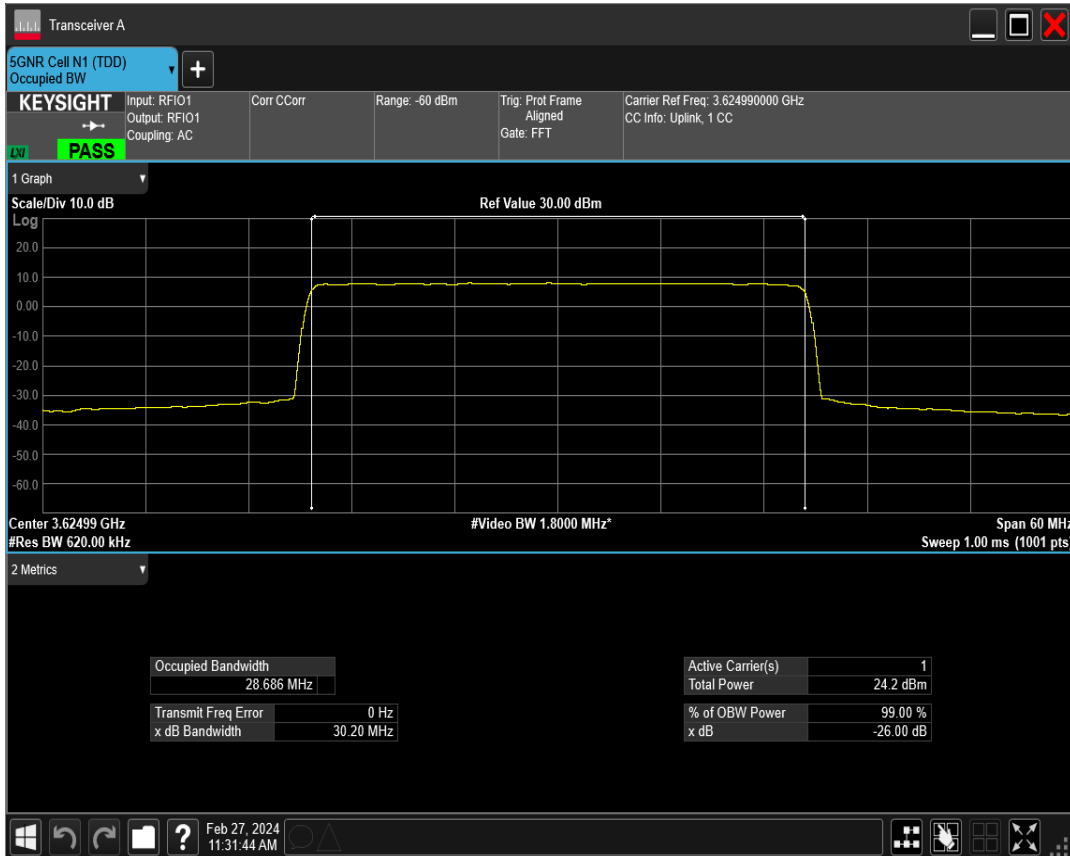 Transceiver A
5GNR Cell N1 (TDD)
Occupied BW
+
KEYSIGHT
LXI
PASS
Input: RFIO1
Output: RFIO1
Coupling: AC
Corr CCorr
Range: -60 dBm
Trig: Prot Frame
Aligned
Gate: FFT
Carrier Ref Freq: 3.624990000 GHz
CC Info: Uplink, 1 CC
1 Graph
Scale/Div 10.0 dB
Ref Value 30.00 dBm
Log
20.0
10.0
0.00
-10.0
-20.0
-30.0
-40.0
-50.0
-60.0
Center 3.62499 GHz
#Video BW 1.8000 MHz*
Span 60 MHz
#Res BW 620.00 kHz
Sweep 1.00 ms (1001 pts)
2 Metrics
Occupied Bandwidth
28.686 MHz
Transmit Freq Error 0 Hz
x dB Bandwidth 30.20 MHz
Active Carrier(s) 1
Total Power 24.2 dBm
% of OBW Power 99.00 %
x dB -26.00 dB
?
Feb 27, 2024
11:31:44 AM